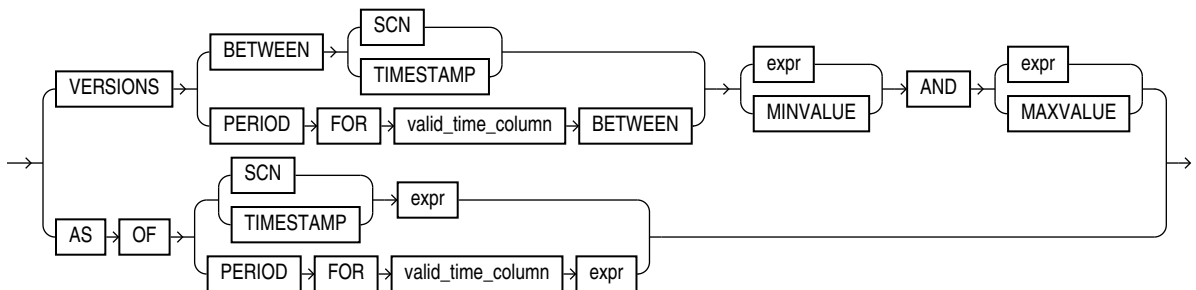 SCN
BETWEEN
expr
expr
VERSIONS
TIMESTAMP
AND
MINVALUE
MAXVALUE
PERIOD FOR valid_time_column BETWEEN
SCN
expr
TIMESTAMP
AS OF
PERIOD FOR valid_time_column expr